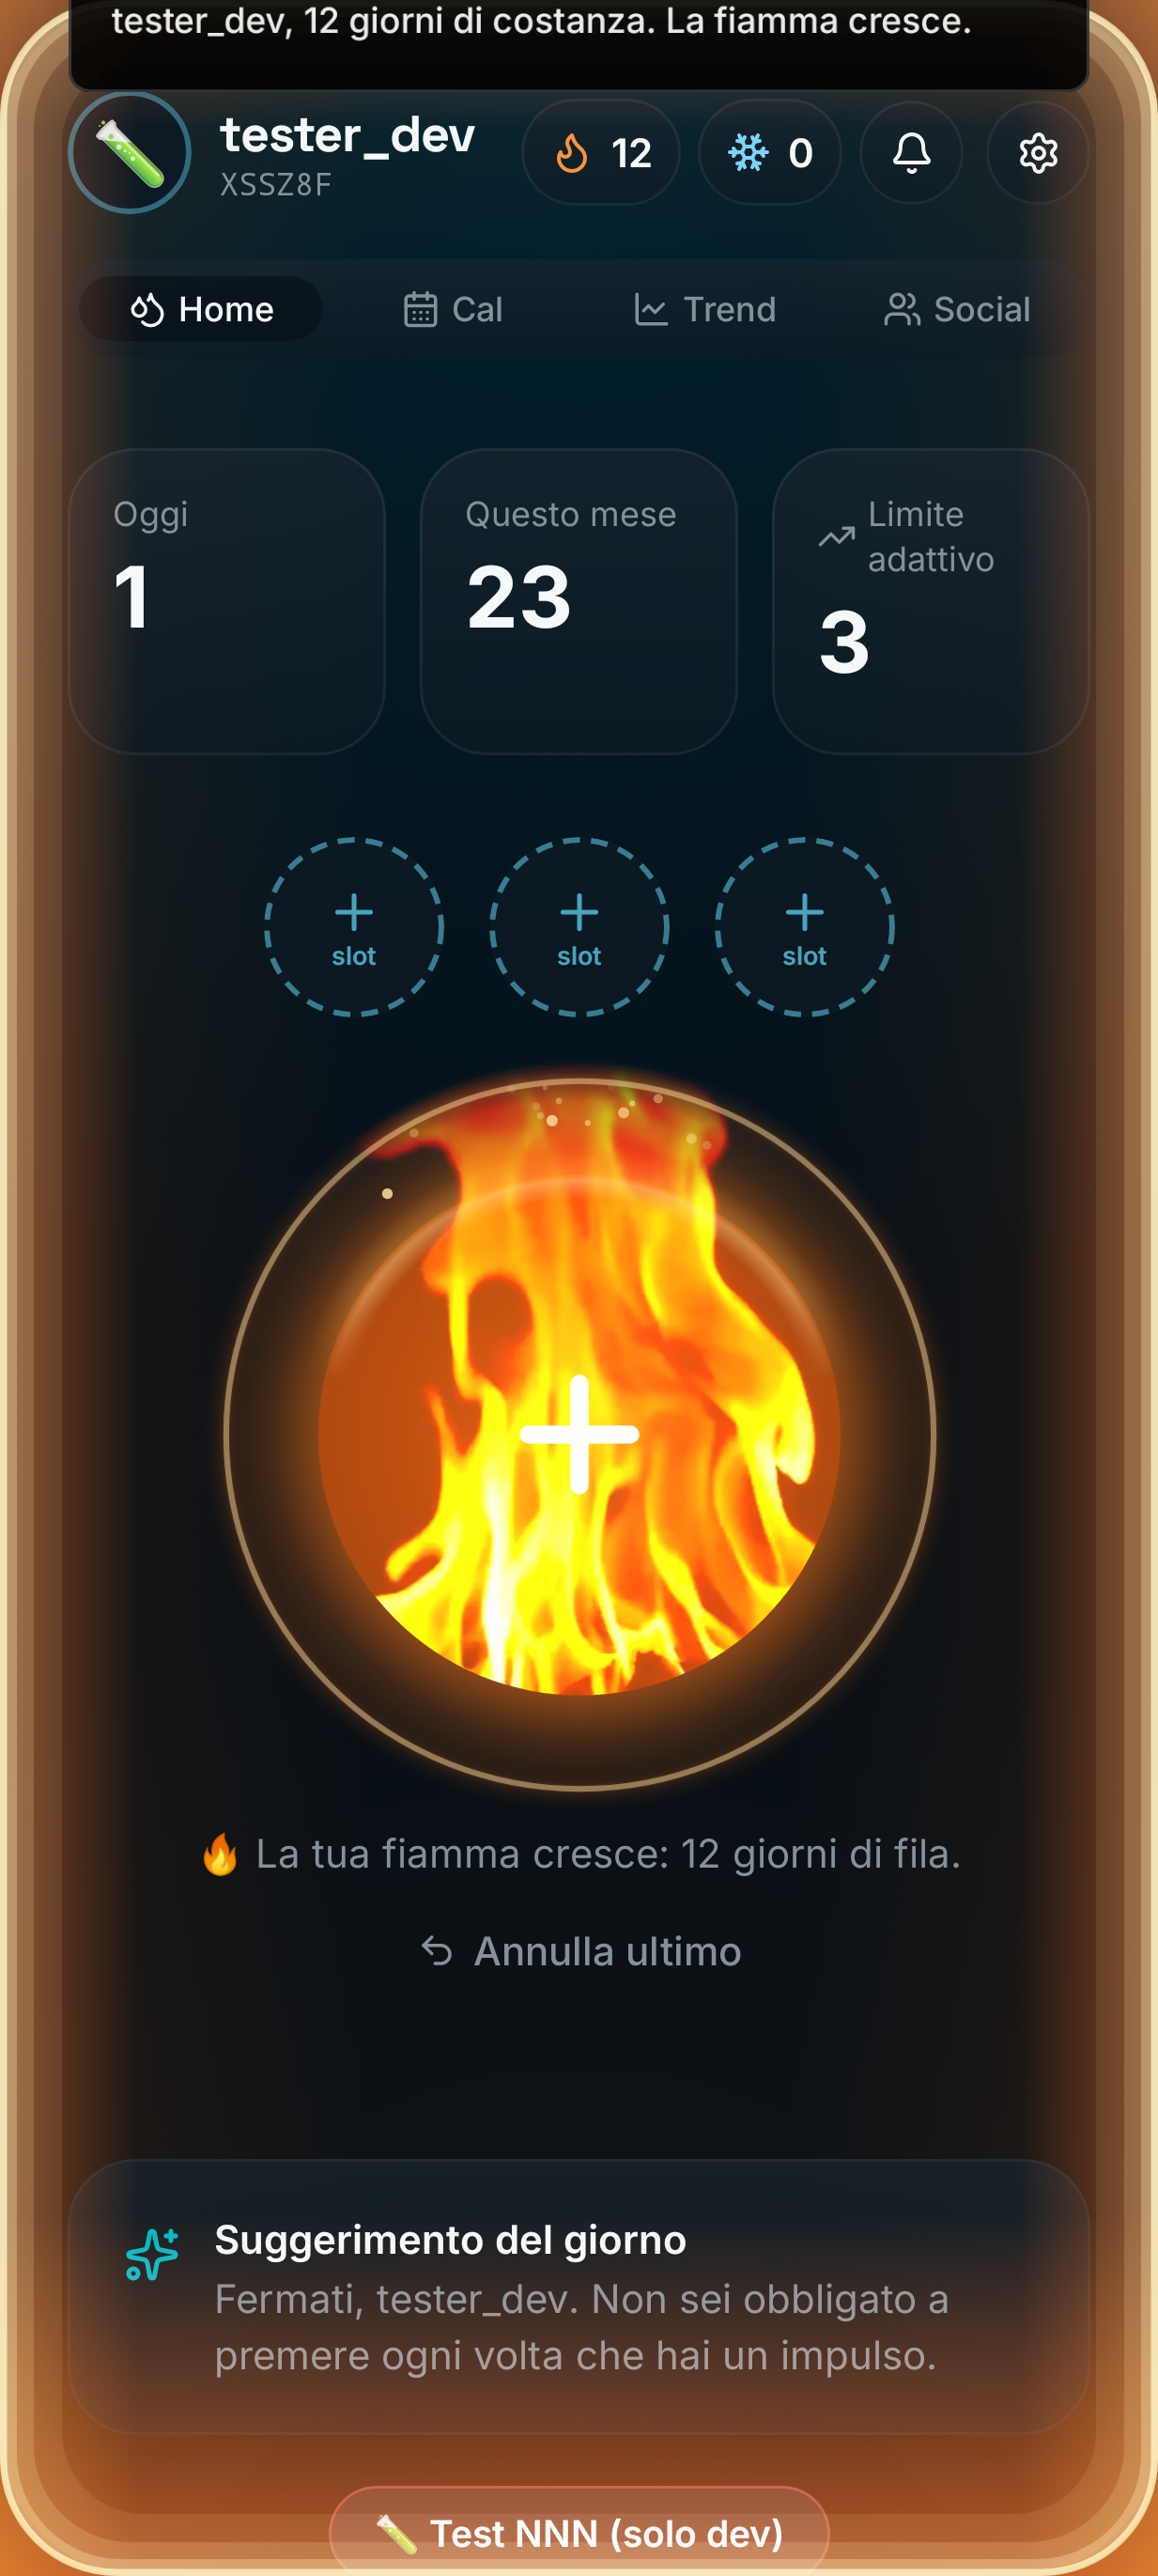 tester_dev, 12 giorni di costanza. La fiamma cresce.
tester_dev
XSSZ8F
12
0
Home
Cal
Trend
Social
Oggi
1
Questo mese
23
Limite
adattivo
3
slot
slot
slot
🔥 La tua fiamma cresce: 12 giorni di fila.
Annulla ultimo
Suggerimento del giorno
Fermati, tester_dev. Non sei obbligato a
premere ogni volta che hai un impulso.
🧪 Test NNN (solo dev)